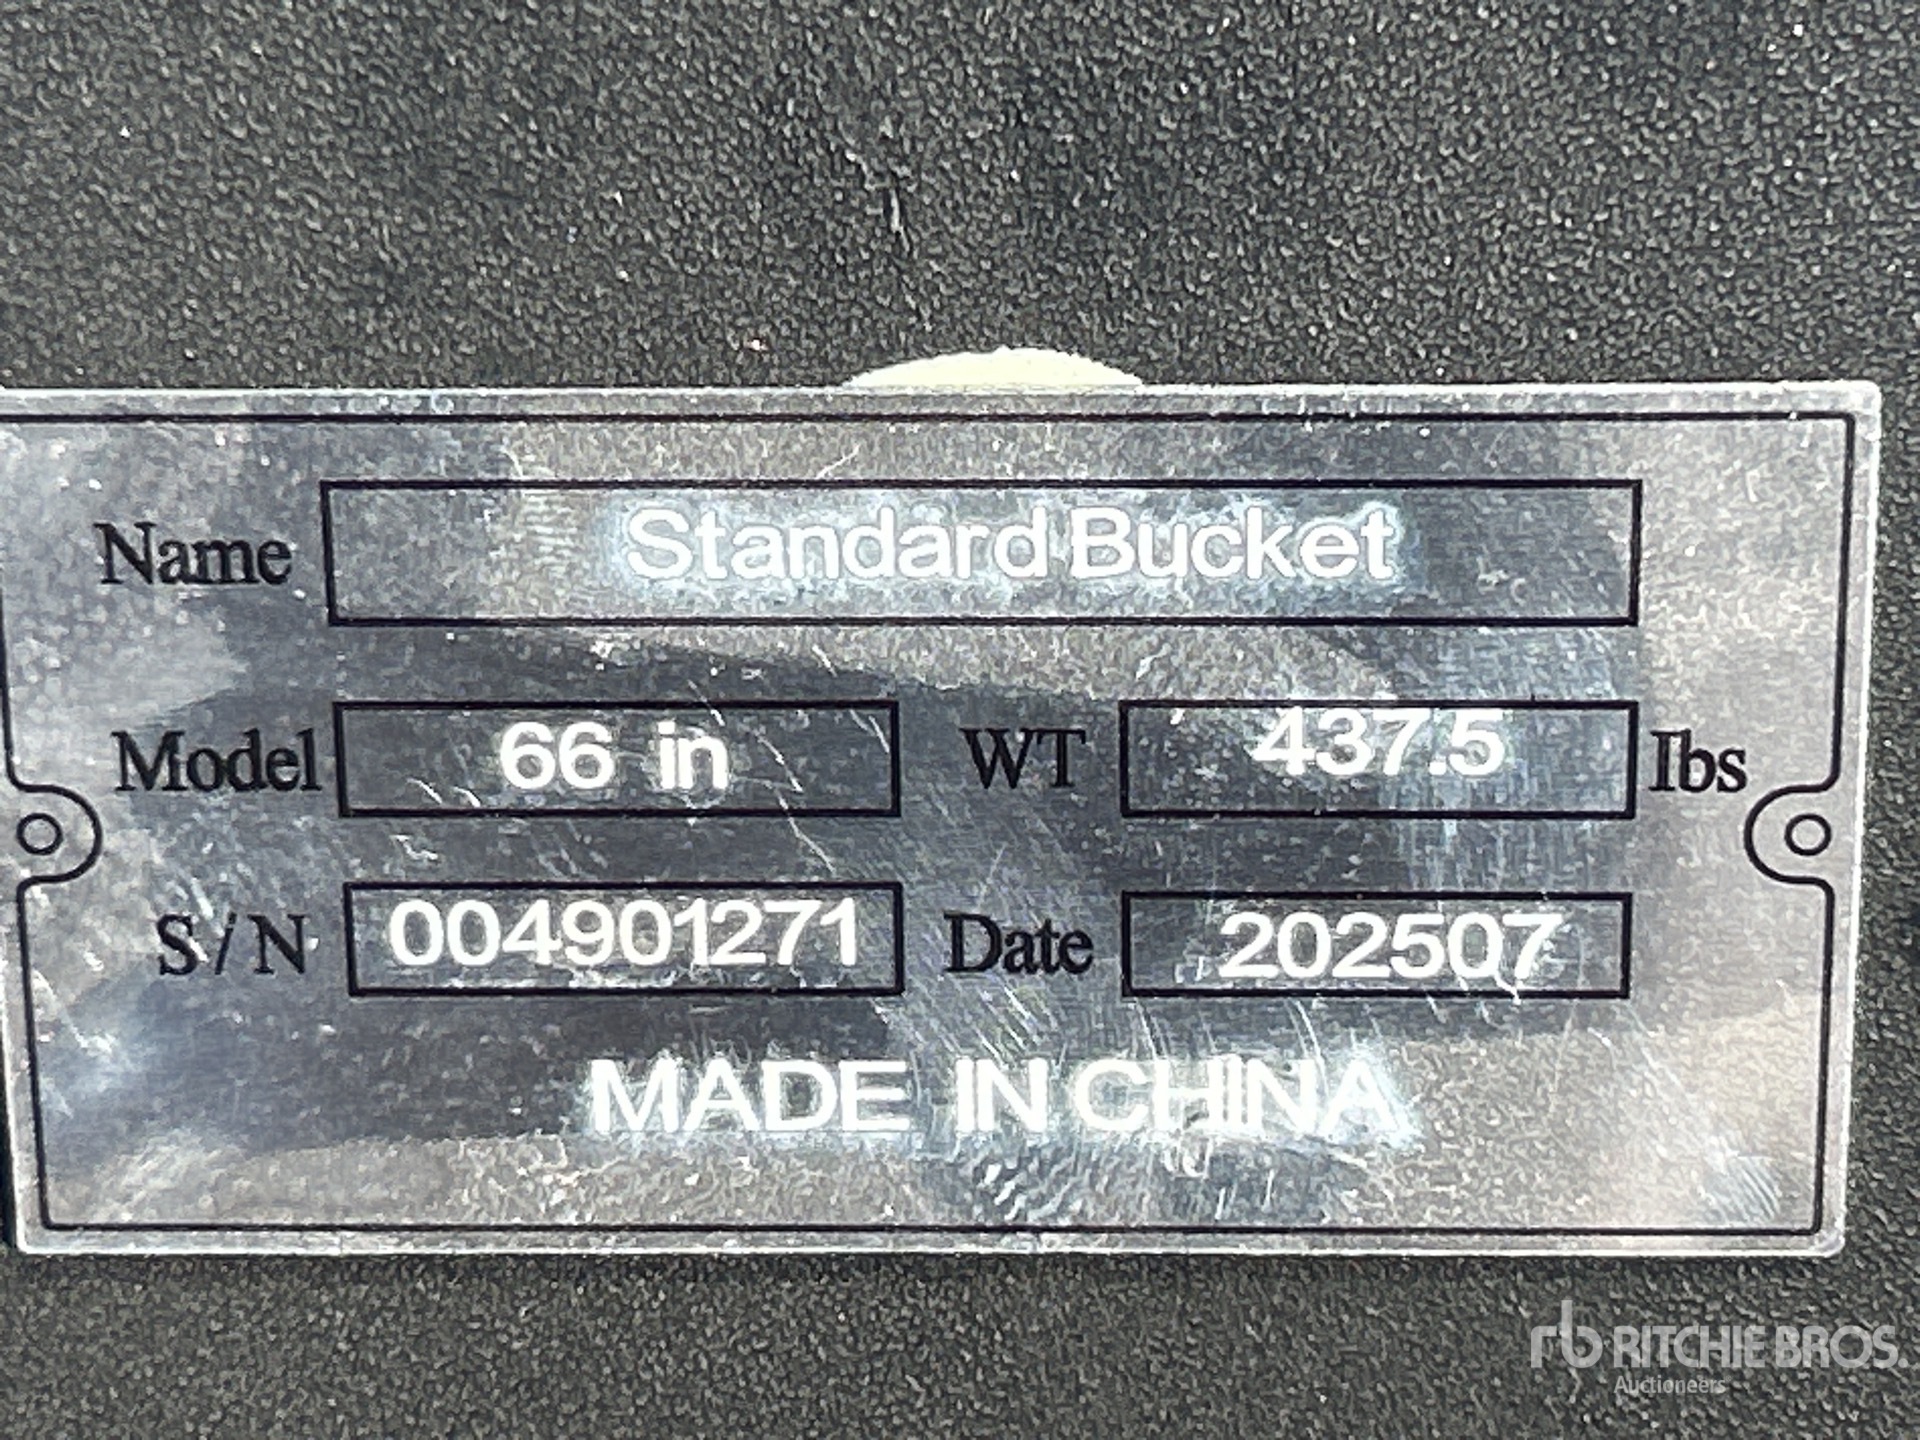 Name Standard Bucket
Model 66 in WT 437.5 lbs
S/N 004901271 Date 202507
MADE IN CHINA
rb RITCHIE BROS.
Auctioneers